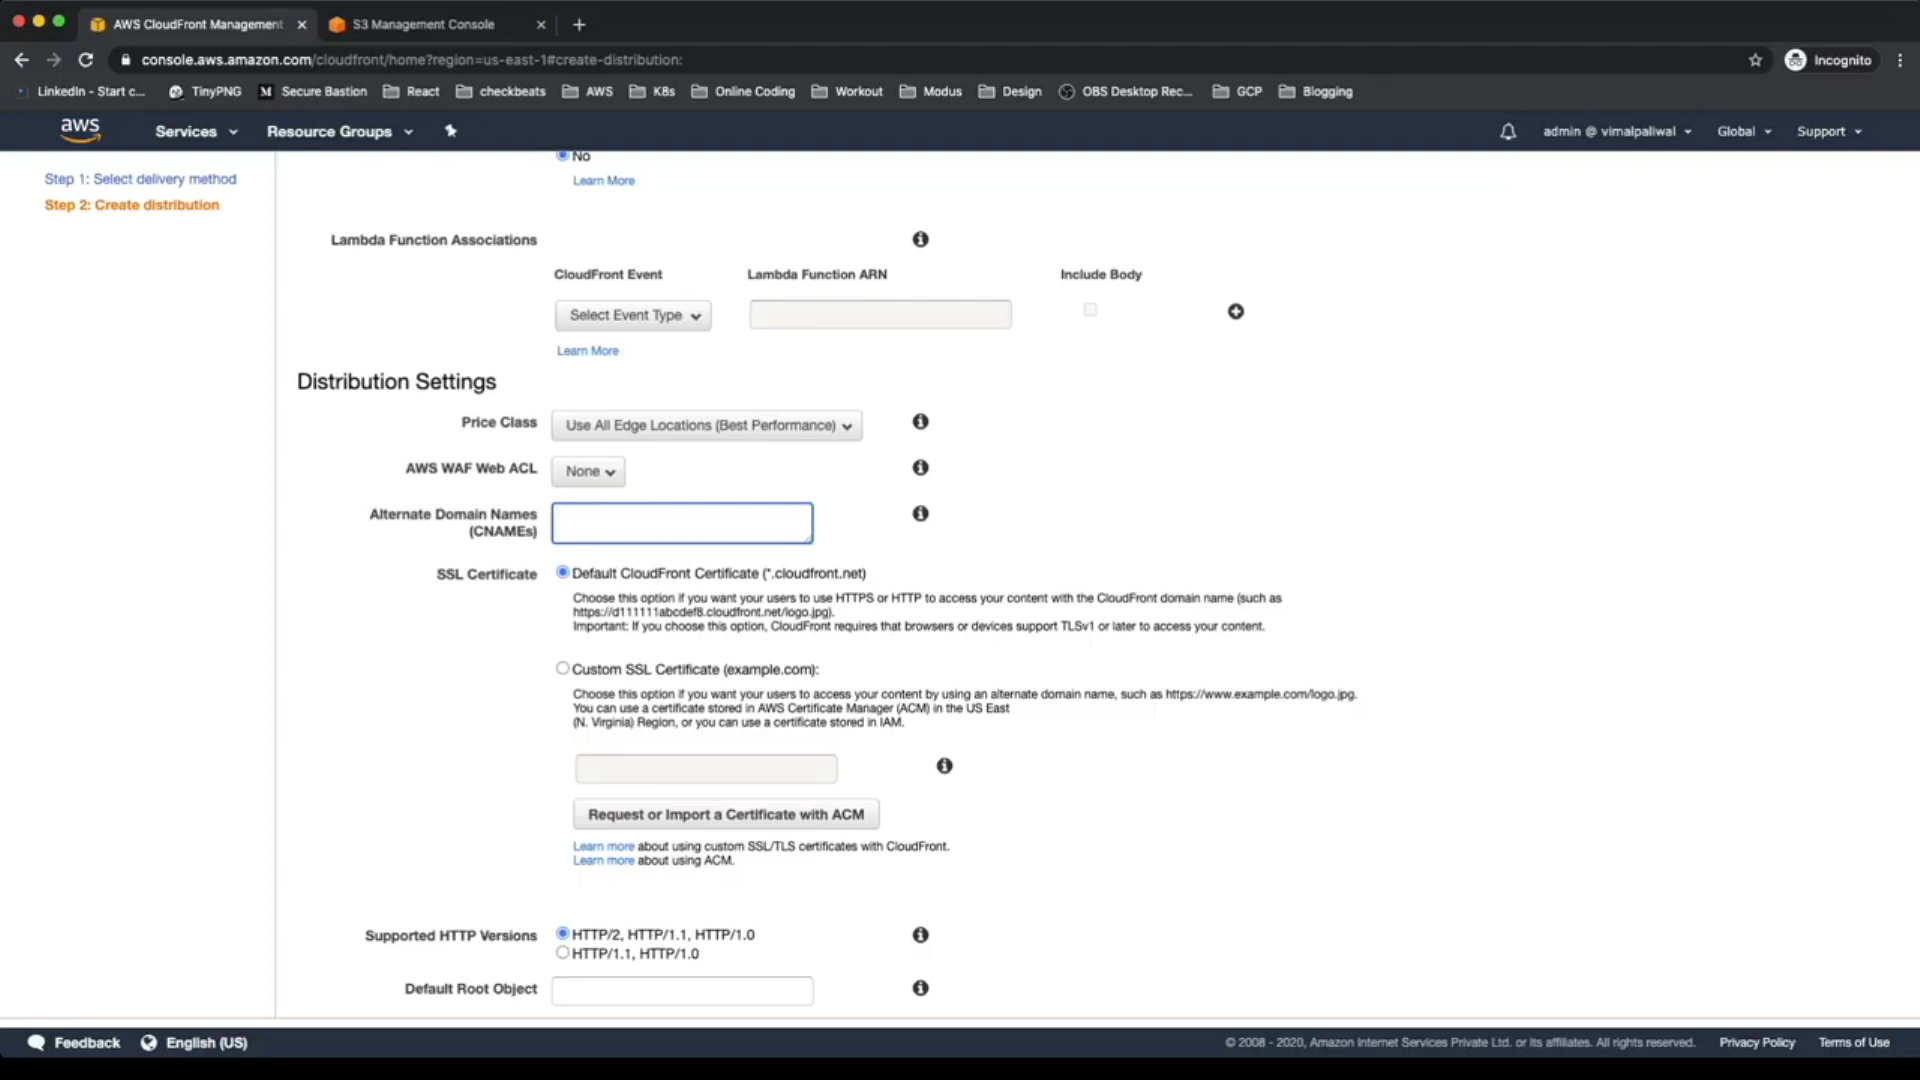 AWS CloudFront Management
S3 Management Console
console.aws.amazon.com/cloudfront/home?region=us-east-1#create-distribution:
Incognito
LinkedIn - Start c...
TinyPNG
M Secure Bastion
React
checkbeats
AWS
K8s
Online Coding
Workout
Modus
Design
OBS Desktop Rec...
GCP
Blogging
aws
Services
Resource Groups
admin @ vimalpaliwal
Global
Support
Step 1: Select delivery method
Step 2: Create distribution
No
Learn More
Lambda Function Associations
CloudFront Event
Lambda Function ARN
Include Body
Select Event Type
Learn More
Distribution Settings
Price Class
Use All Edge Locations (Best Performance)
AWS WAF Web ACL
None
Alternate Domain Names
(CNAMEs)
SSL Certificate
Default CloudFront Certificate (*.cloudfront.net)
Choose this option if you want your users to use HTTPS or HTTP to access your content with the CloudFront domain name (such as
https://d111111abcdef8.cloudfront.net/logo.jpg).
Important: If you choose this option, CloudFront requires that browsers or devices support TLSv1 or later to access your content.
Custom SSL Certificate (example.com):
Choose this option if you want your users to access your content by using an alternate domain name, such as https://www.example.com/logo.jpg.
You can use a certificate stored in AWS Certificate Manager (ACM) in the US East
(N. Virginia) Region, or you can use a certificate stored in IAM.
Request or Import a Certificate with ACM
Learn more about using custom SSL/TLS certificates with CloudFront.
Learn more about using ACM.
Supported HTTP Versions
HTTP/2, HTTP/1.1, HTTP/1.0
HTTP/1.1, HTTP/1.0
Default Root Object
Feedback
English (US)
© 2008 - 2020, Amazon Internet Services Private Ltd. or its affiliates. All rights reserved.
Privacy Policy
Terms of Use